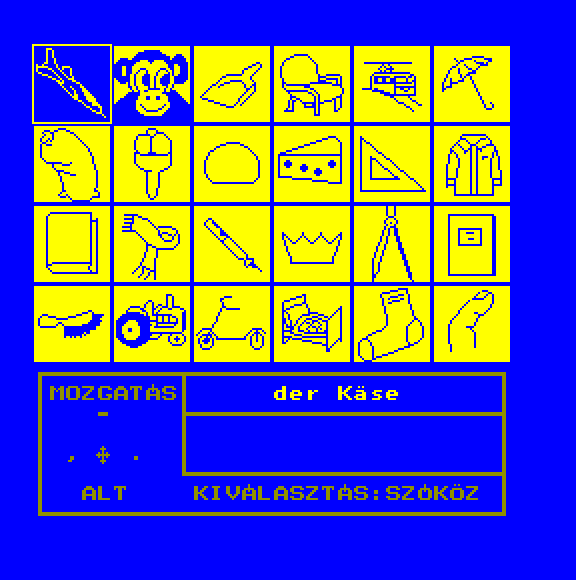 MOZGATÁS
der Käse
-
, ‡ .
ALT
KIVÁLASZTÁS:SZÓKÖZ